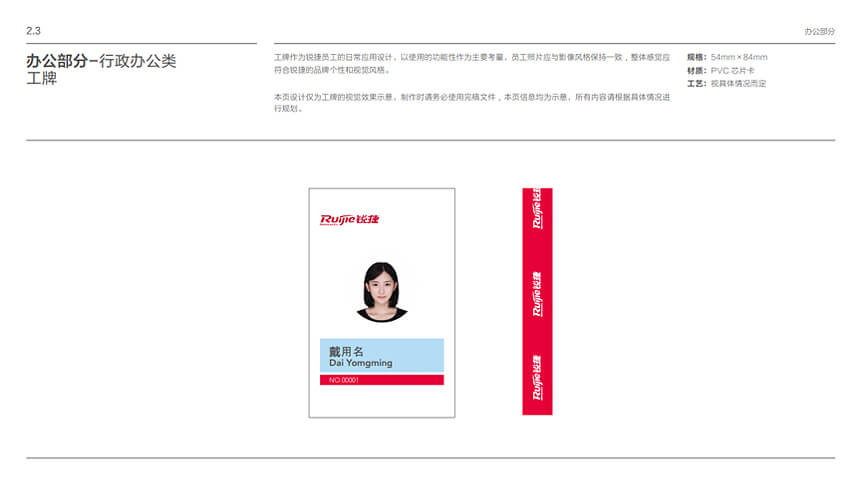 2.3
办公部分
办公部分–行政办公类
工牌
工牌作为锐捷员工的日常应用设计，以使用的功能性作为主要考量，员工照片应与影像风格保持一致，整体感觉应
符合锐捷的品牌个性和视觉风格。
本页设计仅为工牌的视觉效果示意，制作时请务必使用完稿文件，本页信息均为示意，所有内容请根据具体情况进
行规划。
规格：54mm×84mm
材质：PVC 芯片卡
工艺：视具体情况而定
Ruijie锐捷
戴用名
Dai Yomgming
NO 00001
Ruijie锐捷
Ruijie锐捷
Ruijie锐捷